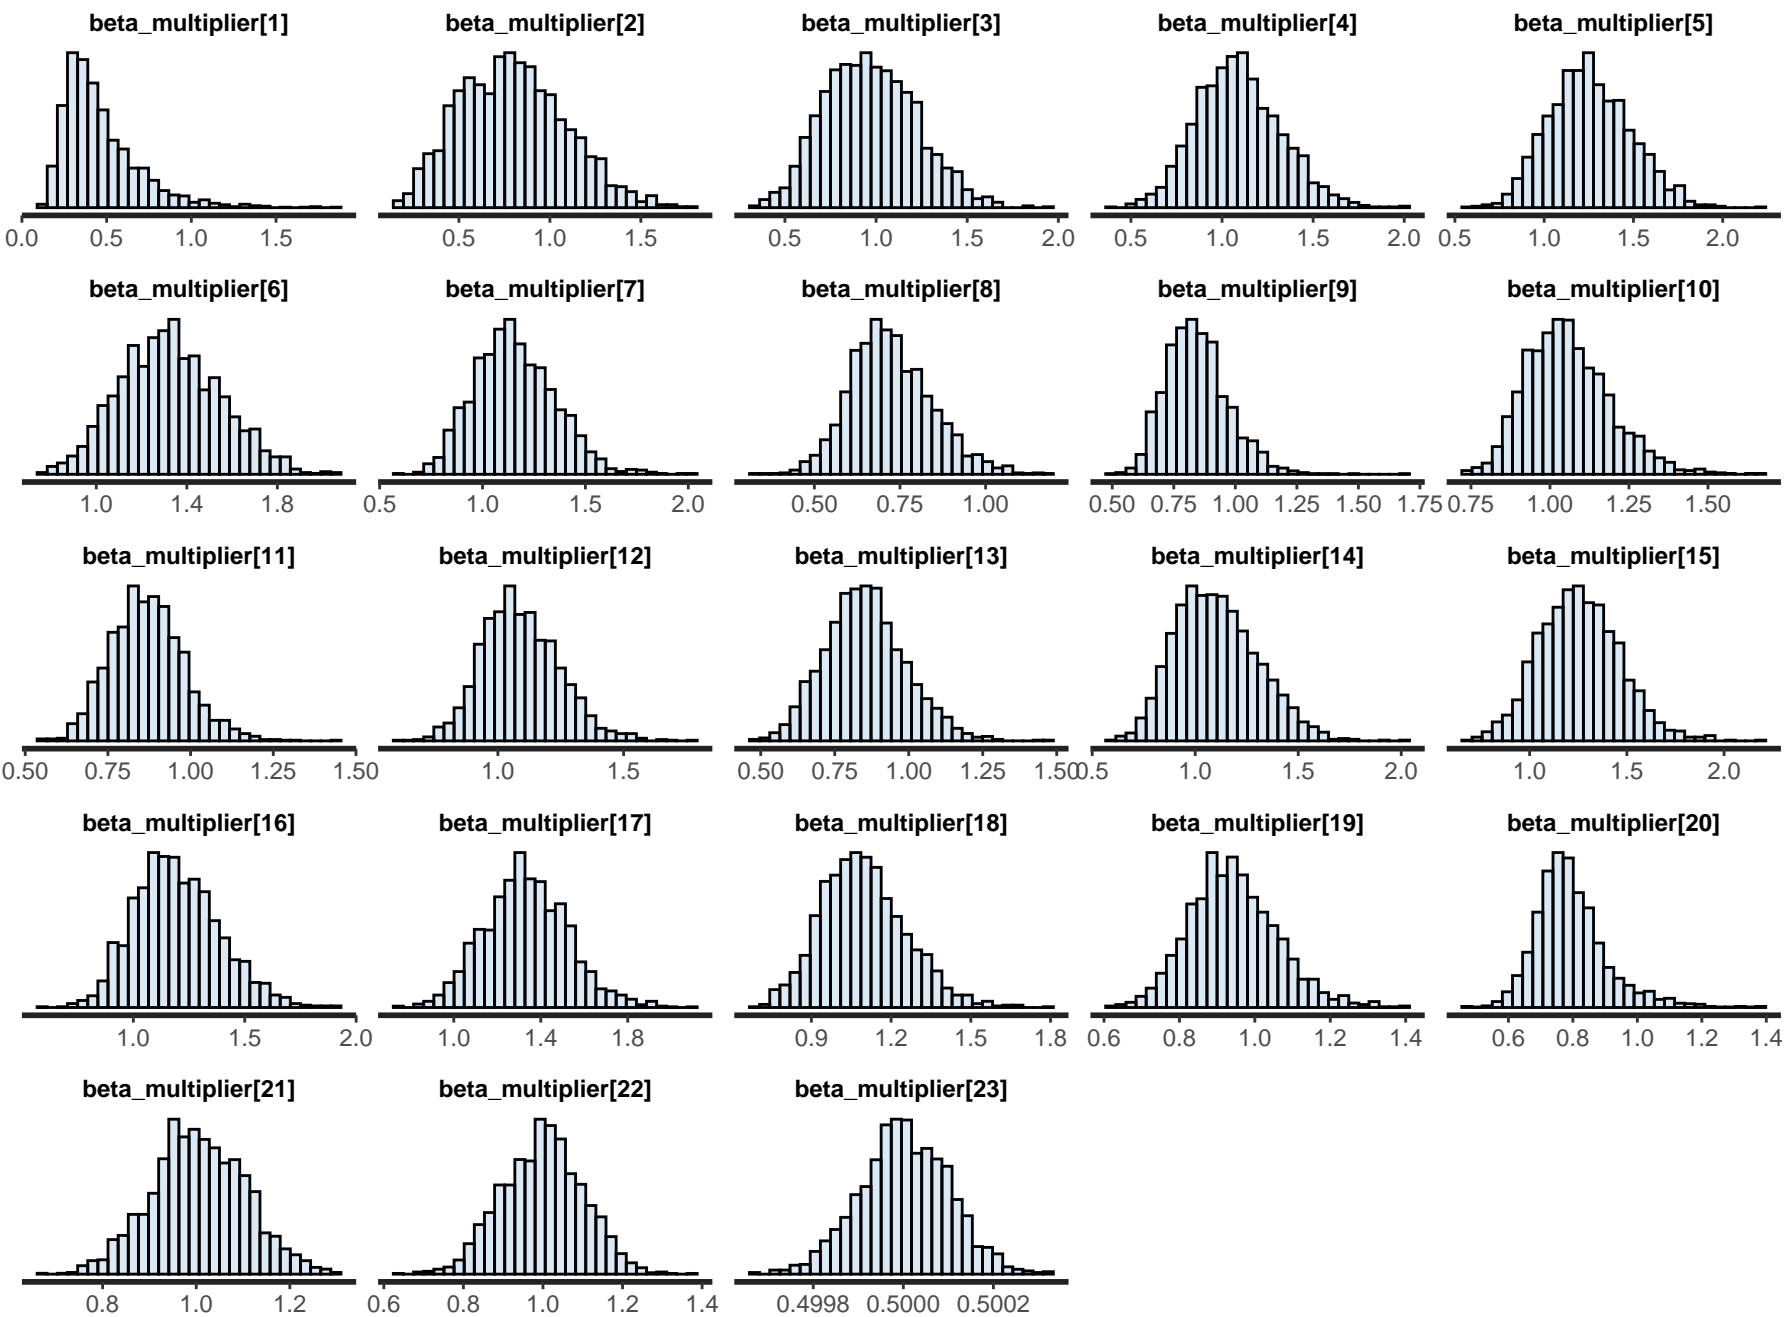 beta_multiplier[1] beta_multiplier[2] beta_multiplier[3] beta_multiplier[4] beta_multiplier[5]
0.0 0.5 1.0 1.5 0.5 1.0 1.5 0.5 1.0 1.5 2.0 0.5 1.0 1.5 2.0 0.5 1.0 1.5 2.0
beta_multiplier[6] beta_multiplier[7] beta_multiplier[8] beta_multiplier[9] beta_multiplier[10]
1.0 1.4 1.8 0.5 1.0 1.5 2.0 0.50 0.75 1.00 0.50 0.75 1.00 1.25 1.50 1.75 0.75 1.00 1.25 1.50
beta_multiplier[11] beta_multiplier[12] beta_multiplier[13] beta_multiplier[14] beta_multiplier[15]
0.50 0.75 1.00 1.25 1.50 1.0 1.5 0.50 0.75 1.00 1.25 1.50 0.5 1.0 1.5 2.0 1.0 1.5 2.0
beta_multiplier[16] beta_multiplier[17] beta_multiplier[18] beta_multiplier[19] beta_multiplier[20]
1.0 1.5 2.0 1.0 1.4 1.8 0.9 1.2 1.5 1.8 0.6 0.8 1.0 1.2 1.4 0.6 0.8 1.0 1.2 1.4
beta_multiplier[21] beta_multiplier[22] beta_multiplier[23]
0.8 1.0 1.2 0.6 0.8 1.0 1.2 1.4 0.4998 0.5000 0.5002